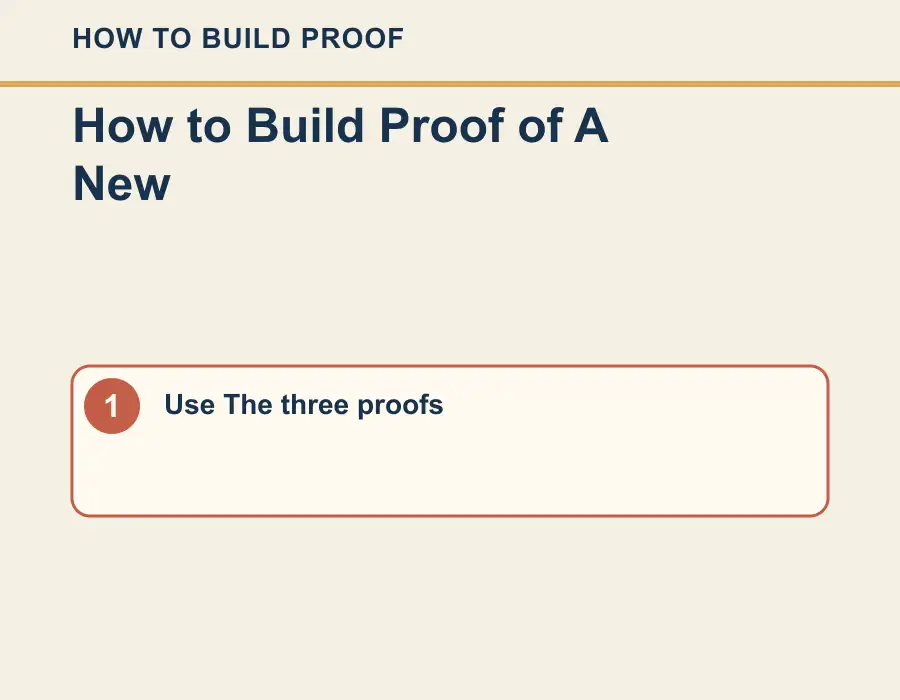 HOW TO BUILD PROOF
How to Build Proof of A
New
1
Use The three proofs